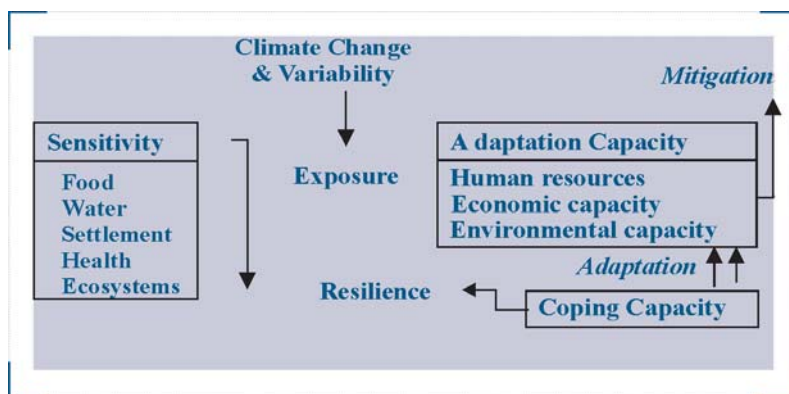 Climate Change
& Variability
Mitigation
Sensitivity
Food
Water
Settlement
Health
Ecosystems
Exposure
A daptation Capacity
Human resources
Economic capacity
Environmental capacity
Adaptation
Resilience
Coping Capacity